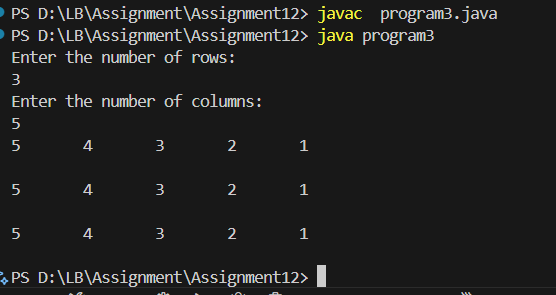 PS D:\LB\Assignment\Assignment12> javac  program3.java
PS D:\LB\Assignment\Assignment12> java program3
Enter the number of rows:
3
Enter the number of columns:
5
5       4       3       2       1

5       4       3       2       1

5       4       3       2       1

PS D:\LB\Assignment\Assignment12>